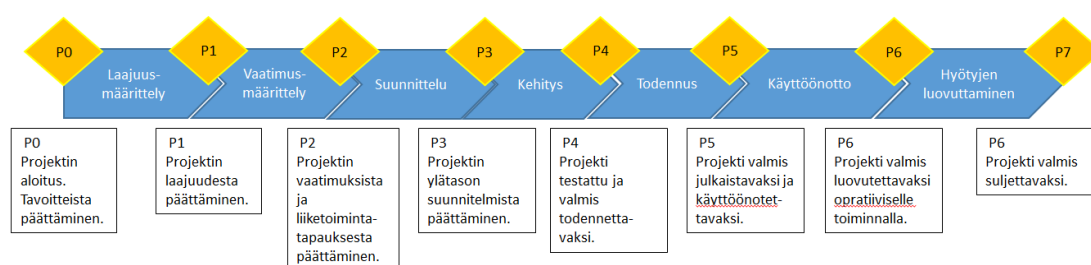 P0
P1
P2
P3
P4
P5
P6
P7
Laajuus-
määrittely
Vaatimus-
määrittely
Suunnittelu
Kehitys
Todennus
Käyttöönotto
Hyötyjen
luovuttaminen
P0
Projektin
aloitus.
Tavoitteista
päättäminen.
P1
Projektin
laajuudesta
päättäminen.
P2
Projektin
vaatimuksista
ja
liiketoiminta-
tapauksesta
päättäminen.
P3
Projektin
ylätason
suunnitelmista
päättäminen.
P4
Projekti
testattu ja
valmis
todennetta-
vaksi.
P5
Projekti valmis
julkaistavaksi ja
käyttöönotet-
tavaksi.
P6
Projekti valmis
luovutettavaksi
opratiiviselle
toiminnalla.
P6
Projekti valmis
suljettavaksi.